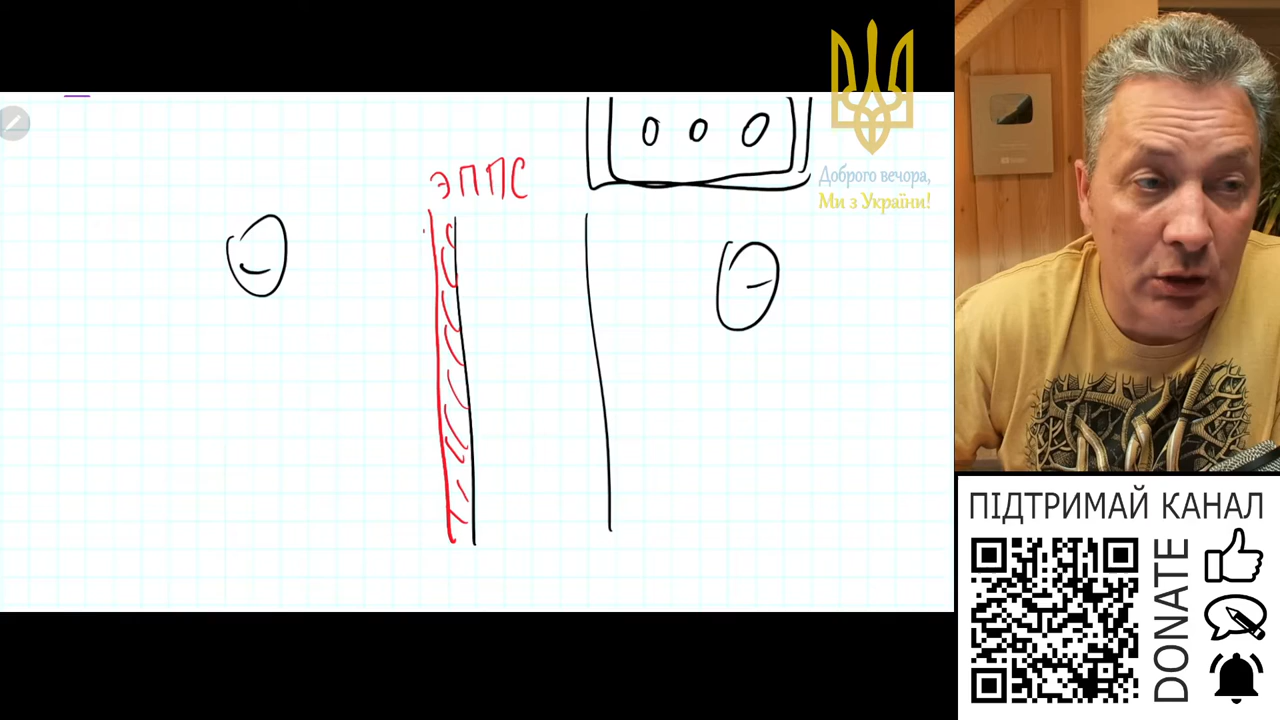 ЭППС
Доброго вечора,
Ми з України!
ПІДТРИМАЙ КАНАЛ
DONATE